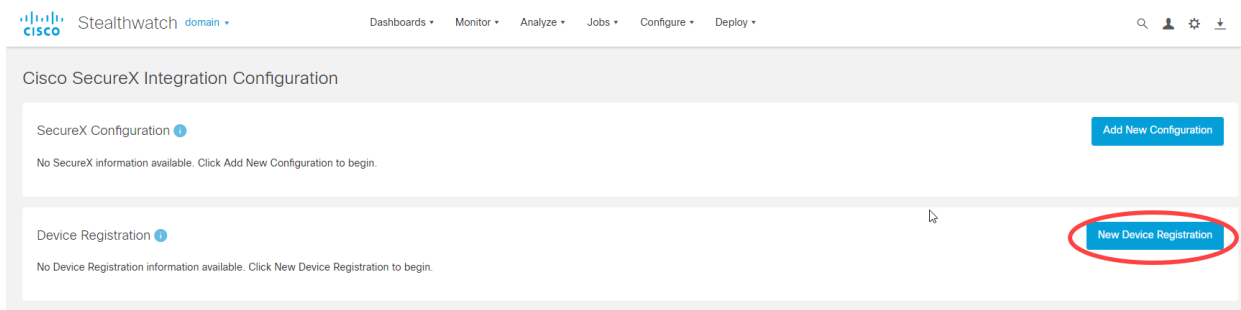 CISCO Stealthwatch domain Dashboards Monitor Analyze Jobs Configure Deploy
Cisco SecureX Integration Configuration
SecureX Configuration i Add New Configuration
No SecureX information available. Click Add New Configuration to begin.
Device Registration i New Device Registration
No Device Registration information available. Click New Device Registration to begin.